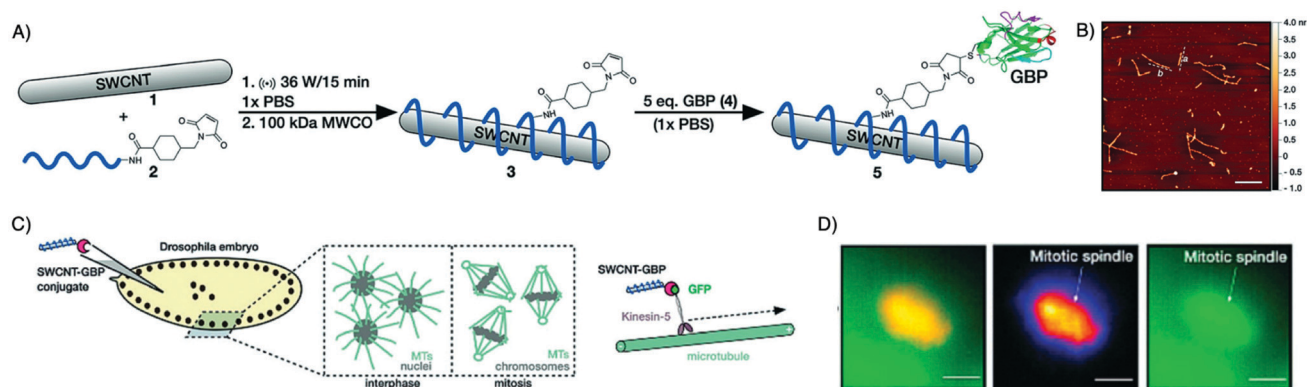 A)
SWCNT
1
+
O
NH
O
N
O
2
1. ((•)) 36 W/15 min
1x PBS
2. 100 kDa MWCO
O
N
O
O
NH
SWCNT
3
5 eq. GBP (4)
(1x PBS)
S
O
N
O
O
NH
SWCNT
5
GBP
B)
a
b
4.0 nm
3.5
3.0
2.5
2.0
1.5
1.0
0.5
0
- 0.5
- 1.0
C)
SWCNT-GBP
conjugate
Drosophila embryo
MTs
nuclei
interphase
MTs
chromosomes
mitosis
SWCNT-GBP
GFP
Kinesin-5
microtubule
D)
Mitotic spindle
Mitotic spindle